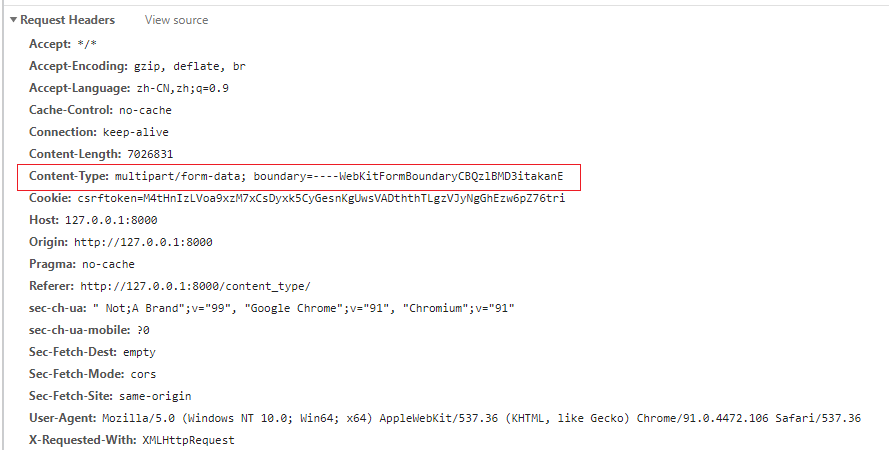 Request Headers View source
Accept: */*
Accept-Encoding: gzip, deflate, br
Accept-Language: zh-CN,zh;q=0.9
Cache-Control: no-cache
Connection: keep-alive
Content-Length: 7026831
Content-Type: multipart/form-data; boundary=----WebKitFormBoundaryCBQzlBMD3itakanE
Cookie: csrftoken=M4tHnIzLVoa9xzM7xCsDyxk5CyGesnKgUwsVADththTLgzVJyNgGhEzw6pZ76tri
Host: 127.0.0.1:8000
Origin: http://127.0.0.1:8000
Pragma: no-cache
Referer: http://127.0.0.1:8000/content_type/
sec-ch-ua: " Not;A Brand";v="99", "Google Chrome";v="91", "Chromium";v="91"
sec-ch-ua-mobile: ?0
Sec-Fetch-Dest: empty
Sec-Fetch-Mode: cors
Sec-Fetch-Site: same-origin
User-Agent: Mozilla/5.0 (Windows NT 10.0; Win64; x64) AppleWebKit/537.36 (KHTML, like Gecko) Chrome/91.0.4472.106 Safari/537.36
X-Requested-With: XMLHttpRequest